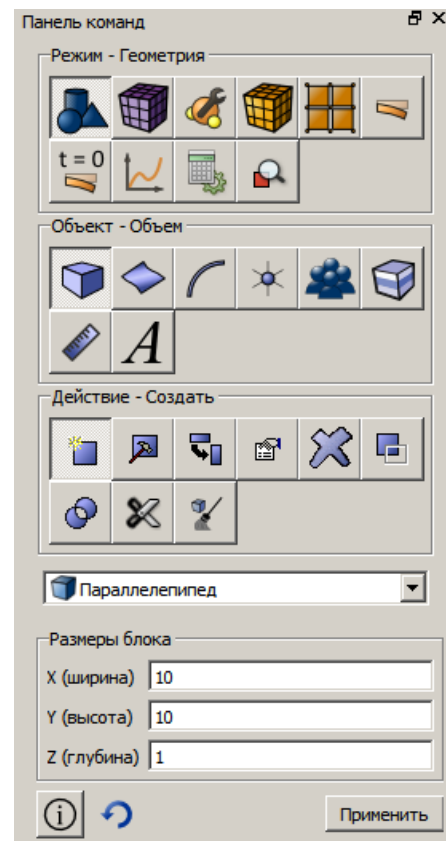 Панель команд
Режим - Геометрия
t = 0
Объект - Объем
A
Действие - Создать
Параллелепипед
Размеры блока
X (ширина) 10
Y (высота) 10
Z (глубина) 1
i Применить